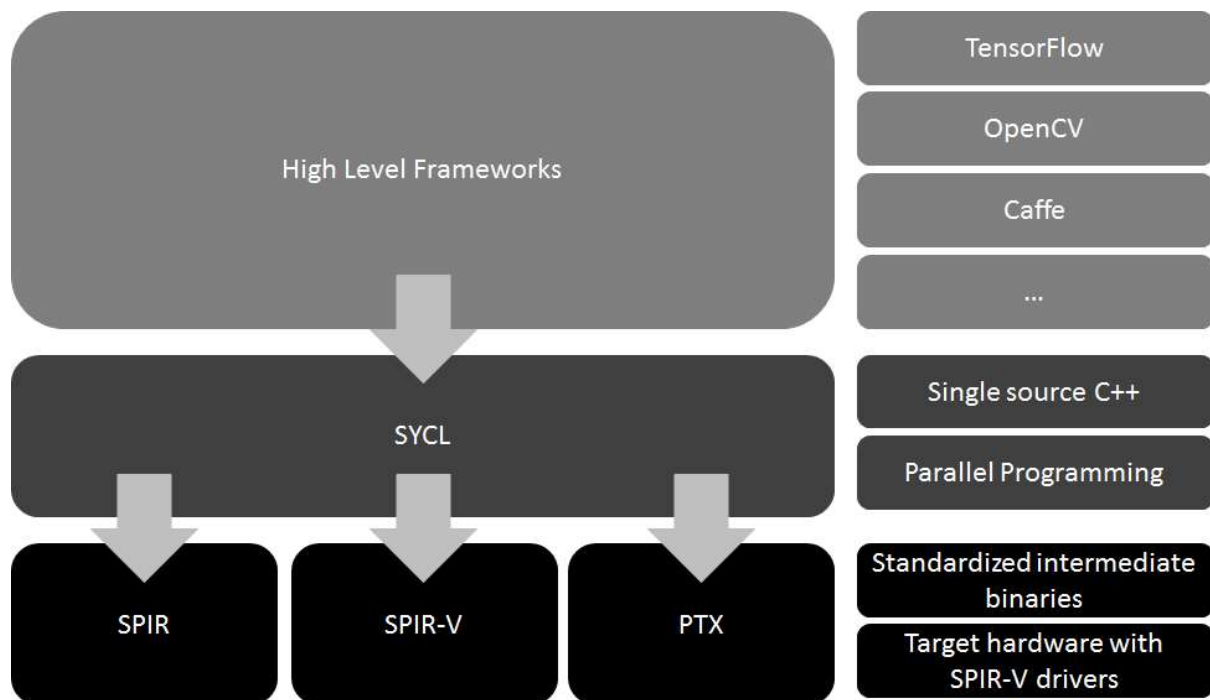 High Level Frameworks
TensorFlow
OpenCV
Caffe
...
SYCL
Single source C++
Parallel Programming
SPIR
SPIR-V
PTX
Standardized intermediate
binaries
Target hardware with
SPIR-V drivers